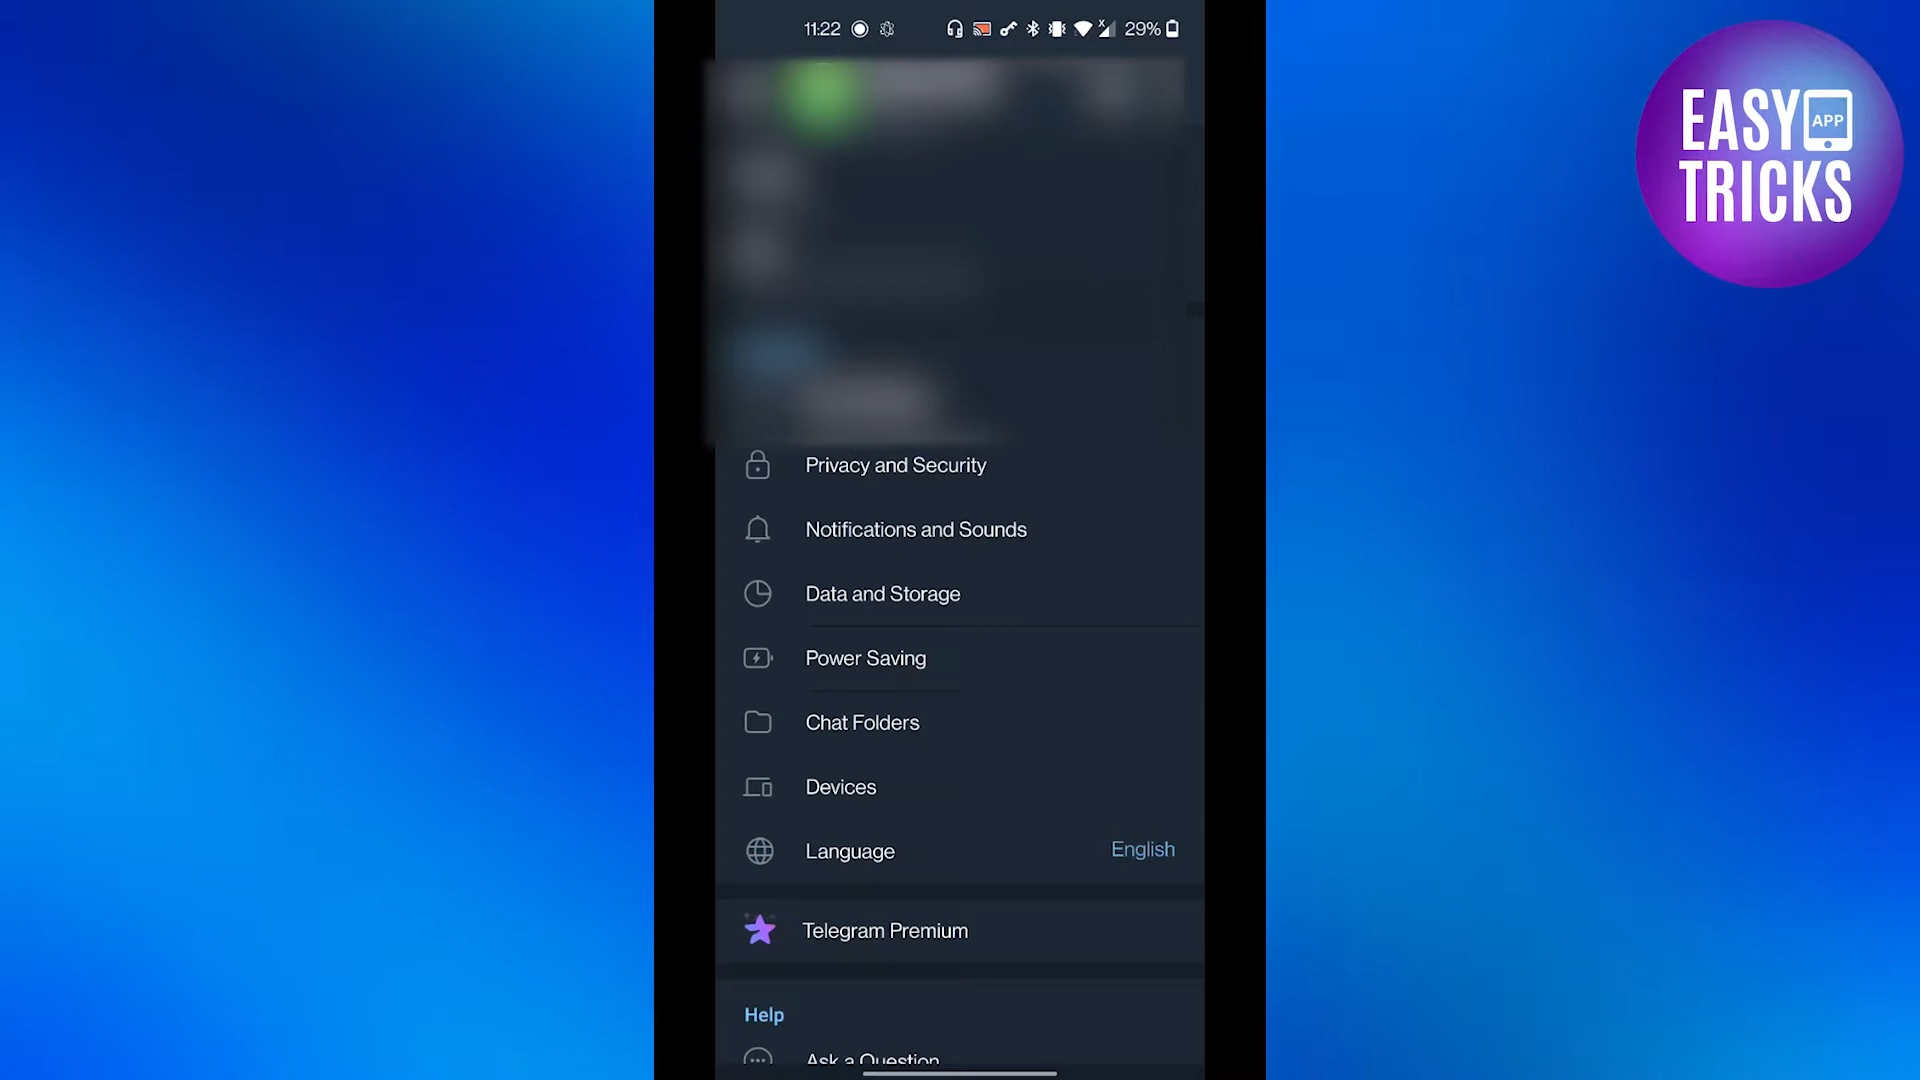 11:22
29%
EASY APP
TRICKS
Privacy and Security
Notifications and Sounds
Data and Storage
Power Saving
Chat Folders
Devices
Language English
Telegram Premium
Help
Ask a Question